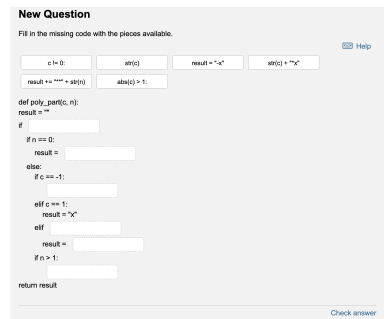 New Question
Fill in the missing code with the pieces available.
Help
c != 0: str(c) result = "-x" str(c) + "*x"
result += "**" + str(n) abs(c) > 1:
def poly_part(c, n):
result = ""
if
if n == 0:
result =
else:
if c == -1:
elif c == 1:
result = "x"
elif
result =
if n > 1:
return result
Check answer